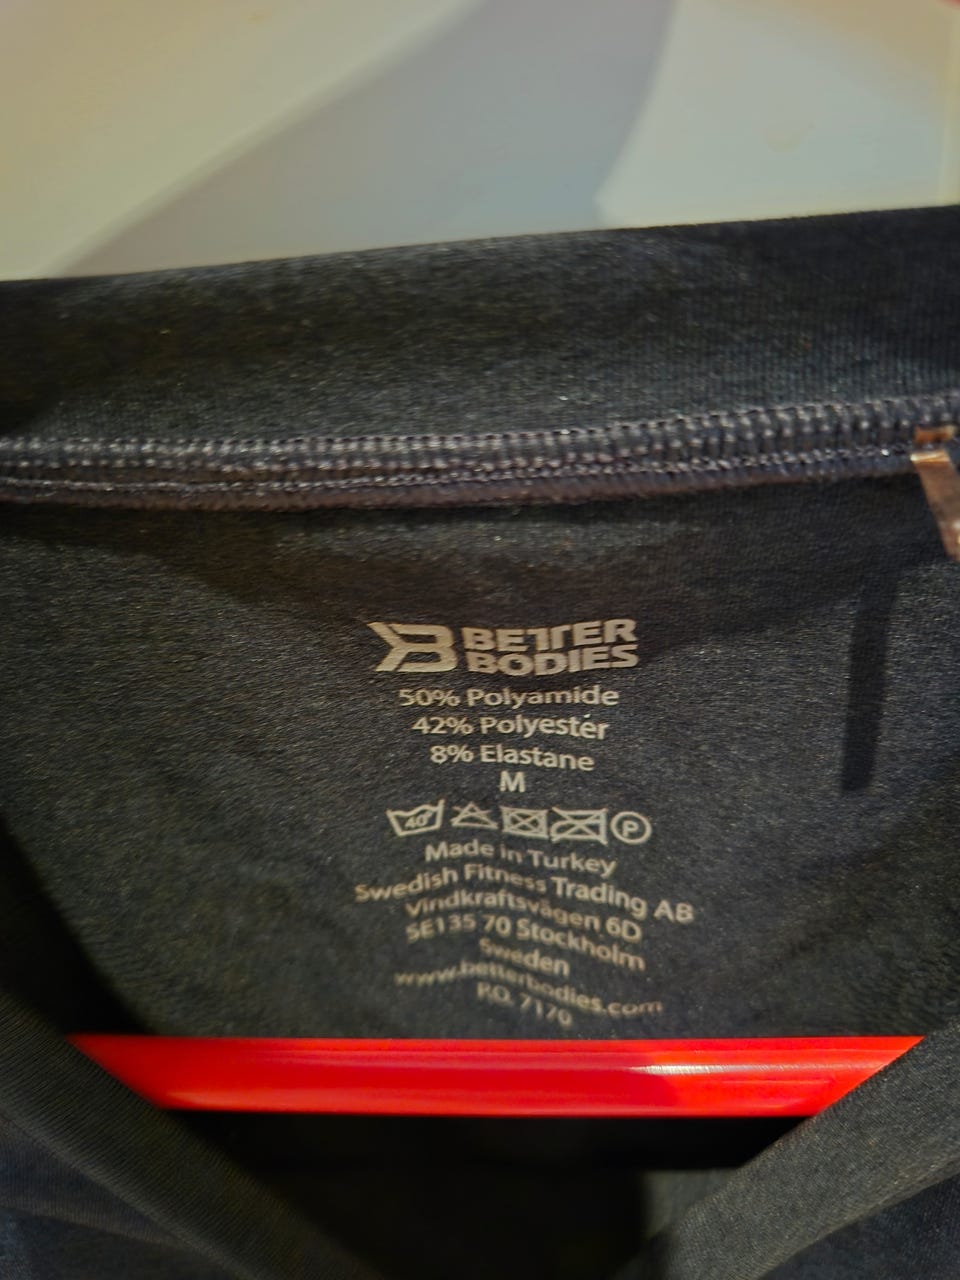 BETTER
BODIES
50% Polyamide
42% Polyester
8% Elastane
M
40° P
Made in Turkey
Swedish Fitness Trading AB
Vindkraftsvägen 6D
SE135 70 Stockholm
Sweden
www.betterbodies.com
P.O. 7170